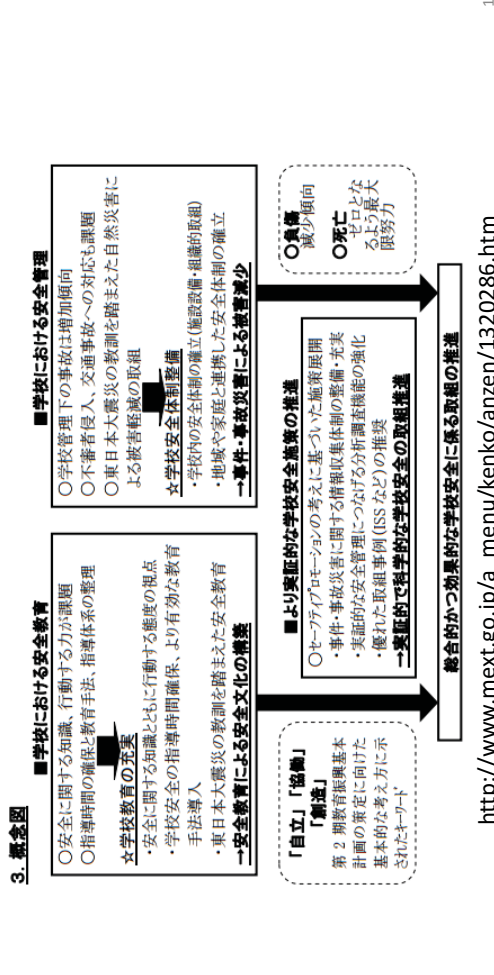 3. 概念図
■学校における安全教育
○安全に関する知識、行動する力が課題
○指導時間の確保と教育手法、指導体系の整理
☆学校教育の充実
・安全に関する知識とともに行動する態度の視点
・学校安全の指導時間確保、より有効な教育
手法導入
・東日本大震災の教訓を踏まえた安全教育
→安全教育による安全文化の構築
■学校における安全管理
○学校管理下の事故は増加傾向
○不審者侵入、交通事故への対応も課題
○東日本大震災の教訓を踏まえた自然災害に
よる被害軽減の取組
☆学校安全体制整備
・学校内の安全体制の確立(施設設備・組織的取組)
・地域や家庭と連携した安全体制の確立
→事件・事故災害による被害減少
「自立」「協働」
「創造」
第2期教育振興基本
計画の策定に向けた
基本的な考え方に示
されたキーワード
■より実証的な学校安全施策の推進
○セーフティプロモーションの考えに基づいた施策展開
・事件・事故災害に関する情報収集体制の整備・充実
・実証的な安全管理につなげる分析調査機能の強化
・優れた取組事例(ISSなど)の推奨
→実証的で科学的な学校安全の取組推進
○負傷
減少傾向
○死亡
ゼロとな
るよう最大
限努力
総合的かつ効果的な学校安全に係る取組の推進
http://www.mext.go.jp/a_menu/kenko/anzen/1320286.htm
1